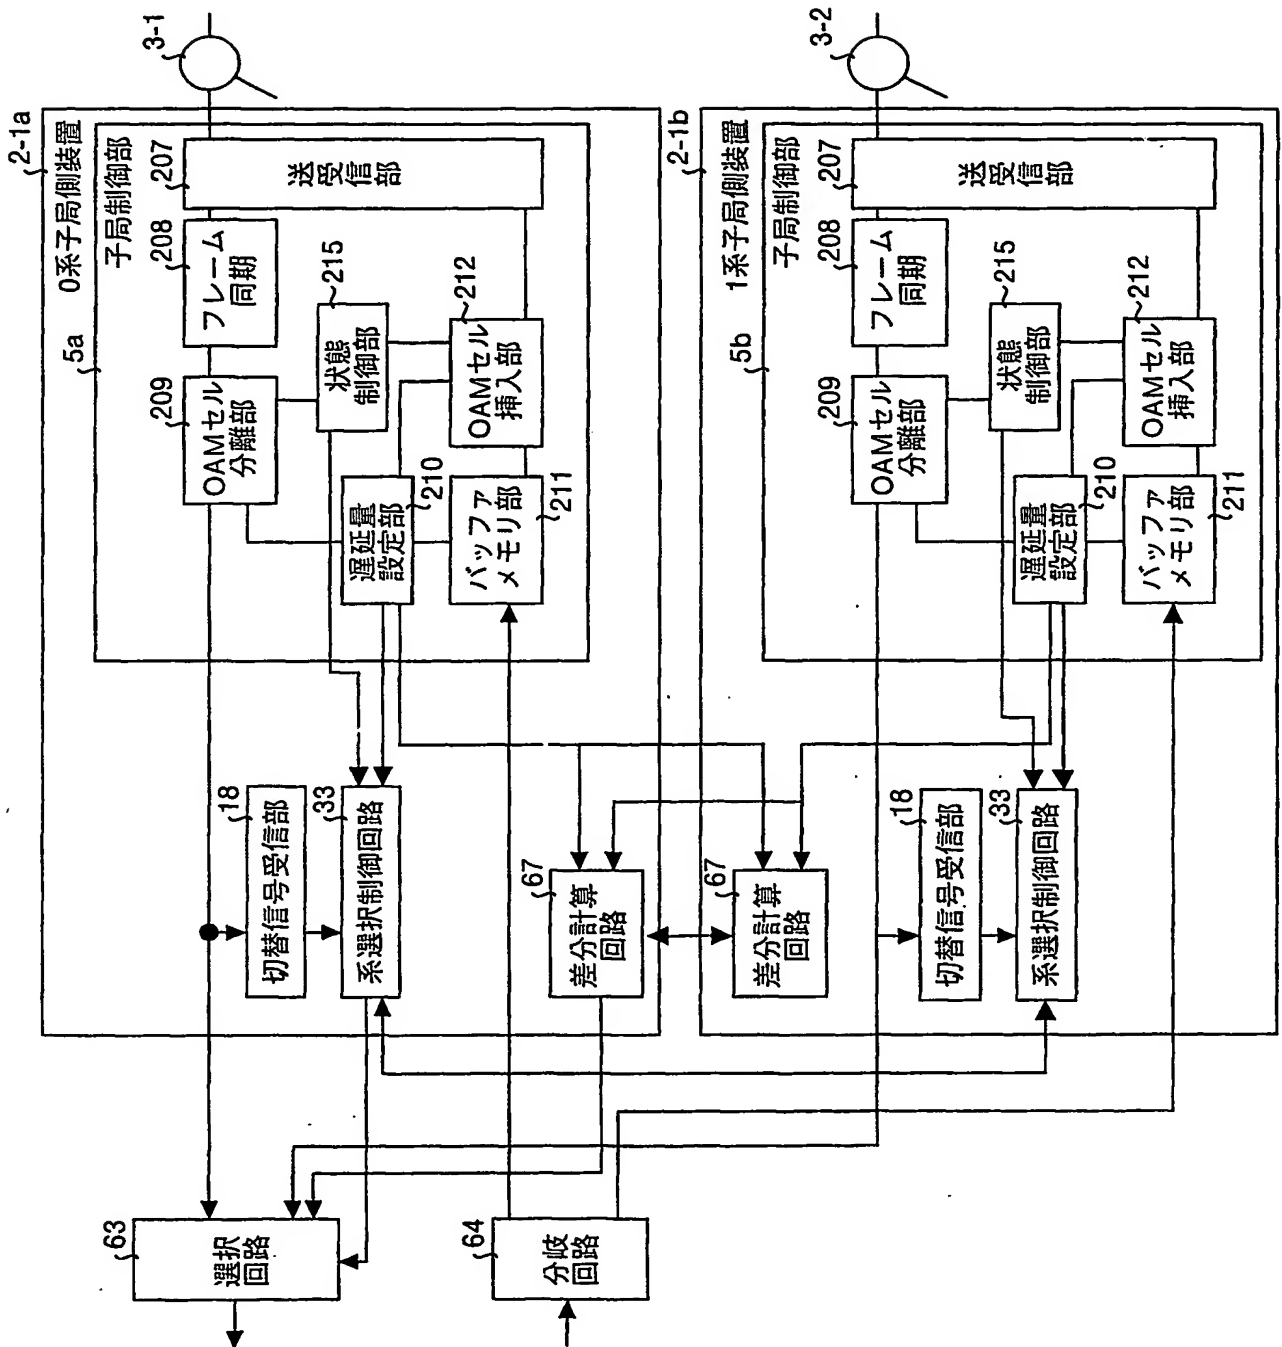 3-1
2-1a
0系子局側装置
5a
子局制御部
207
送受信部
208
フレーム
同期
209
OAMセル
分離部
215
状態
制御部
212
OAMセル
挿入部
210
遅延量
設定部
211
バッファ
メモリ部
18
切替信号受信部
33
系選択制御回路
67
差分計算
回路
63
選択
回路
64
分岐
回路
3-2
2-1b
1系子局側装置
5b
子局制御部
207
送受信部
208
フレーム
同期
209
OAMセル
分離部
215
状態
制御部
212
OAMセル
挿入部
210
遅延量
設定部
211
バッファ
メモリ部
67
差分計算
回路
18
切替信号受信部
33
系選択制御回路